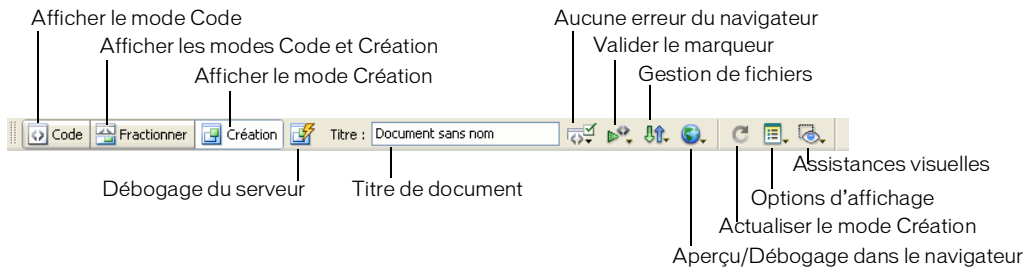 Afficher le mode Code
Aucune erreur du navigateur
Afficher les modes Code et Création
Valider le marqueur
Afficher le mode Création
Gestion de fichiers
Code Fractionner Création Titre : Document sans nom
Assistances visuelles
Débogage du serveur
Titre de document
Options d'affichage
Actualiser le mode Création
Aperçu/Débogage dans le navigateur